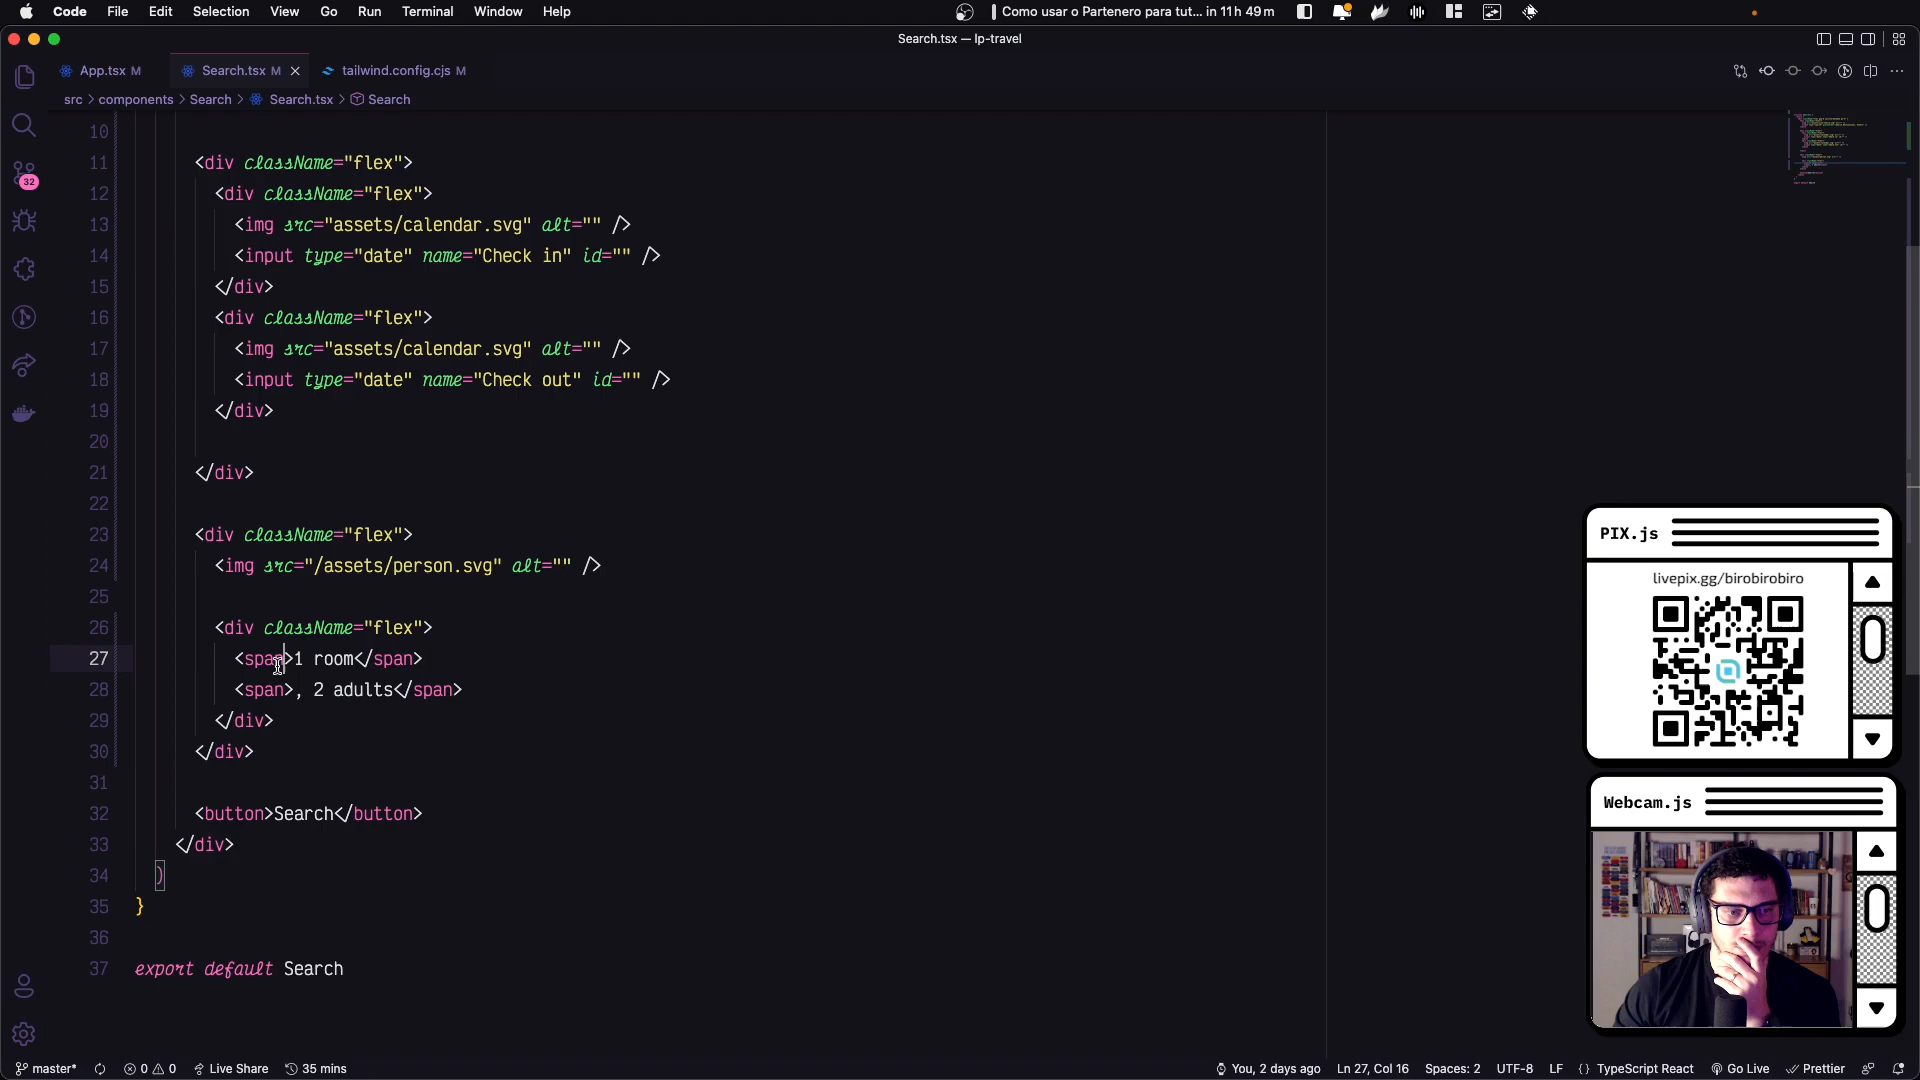 Code File Edit Selection View Go Run Terminal Window Help
Como usar o Partenero para tut... in 11 h 49 m
Search.tsx — lp-travel
App.tsx M
Search.tsx M
tailwind.config.cjs M
src > components > Search > Search.tsx > Search
10
11 <div className="flex">
12 <div className="flex">
13 <img src="assets/calendar.svg" alt="" />
14 <input type="date" name="Check in" id="" />
15 </div>
16 <div className="flex">
17 <img src="assets/calendar.svg" alt="" />
18 <input type="date" name="Check out" id="" />
19 </div>
20
21 </div>
22
23 <div className="flex">
24 <img src="/assets/person.svg" alt="" />
25
26 <div className="flex">
27 <span>1 room</span>
28 <span>, 2 adults</span>
29 </div>
30 </div>
31
32 <button>Search</button>
33 </div>
34 )
35 }
36
37 export default Search
32
PIX.js
livepix.gg/birobirobiro
Webcam.js
master* 0 0 Live Share 35 mins
You, 2 days ago Ln 27, Col 16 Spaces: 2 UTF-8 LF {} TypeScript React Go Live Prettier